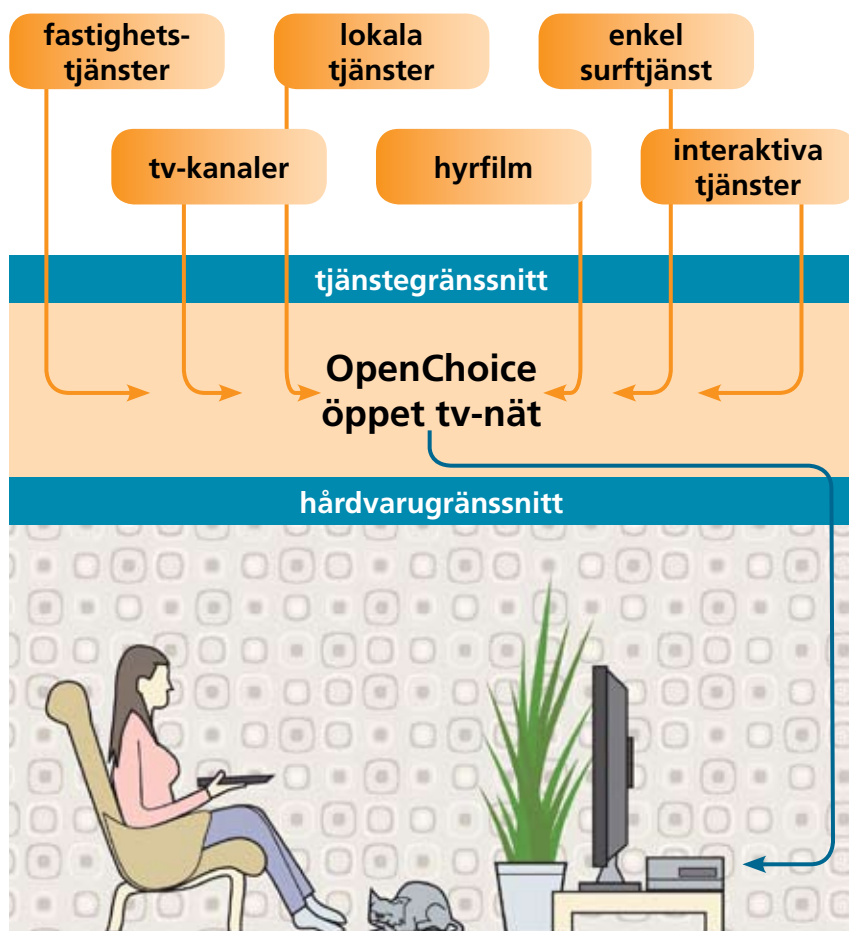 fastighets-
tjänster
lokala
tjänster
enkel
surftjänst
tv-kanaler
hyrfilm
interaktiva
tjänster
tjänstegränssnitt
OpenChoice
öppet tv-nät
hårdvarugränssnitt